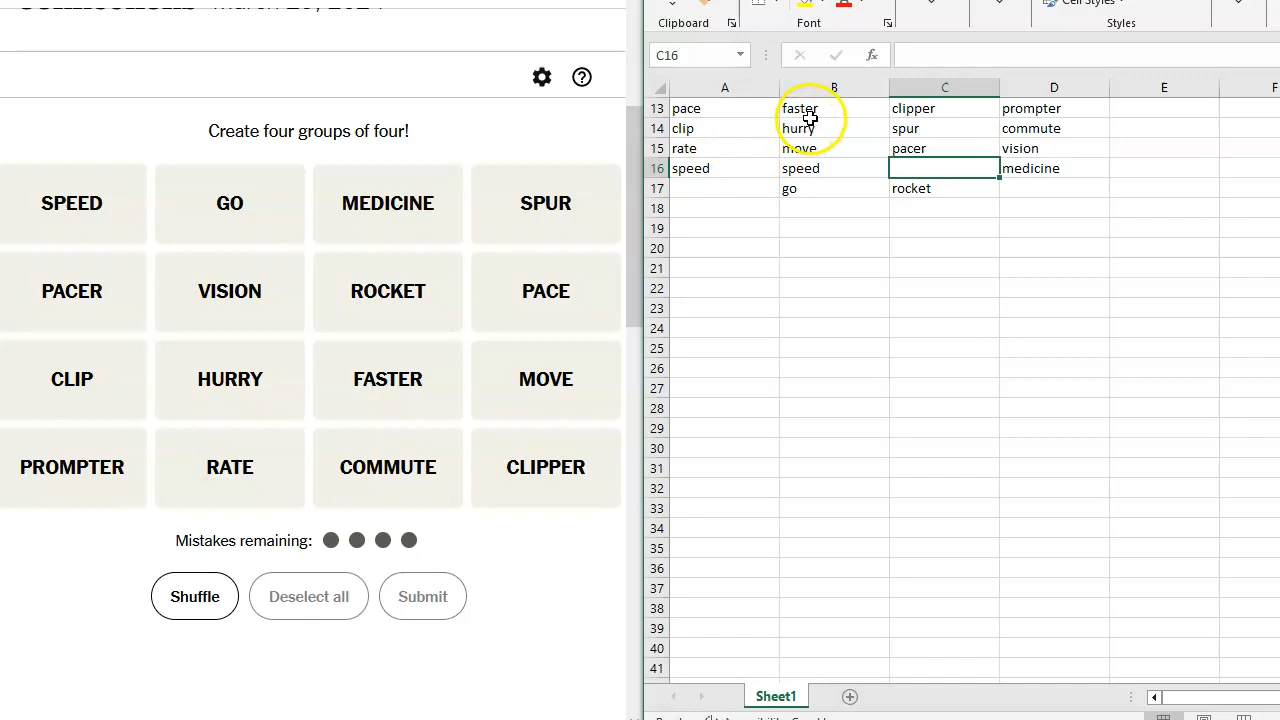 Clipboard Font Cell Styles Styles
C16
A B C D E F
Create four groups of four!
SPEED GO MEDICINE SPUR
PACER VISION ROCKET PACE
CLIP HURRY FASTER MOVE
PROMPTER RATE COMMUTE CLIPPER
Mistakes remaining:
Shuffle Deselect all Submit
13 pace faster clipper prompter
14 clip hurry spur commute
15 rate move pacer vision
16 speed speed medicine
17 go rocket
18
19
20
21
22
23
24
25
26
27
28
29
30
31
32
33
34
35
36
37
38
39
40
41
Sheet1